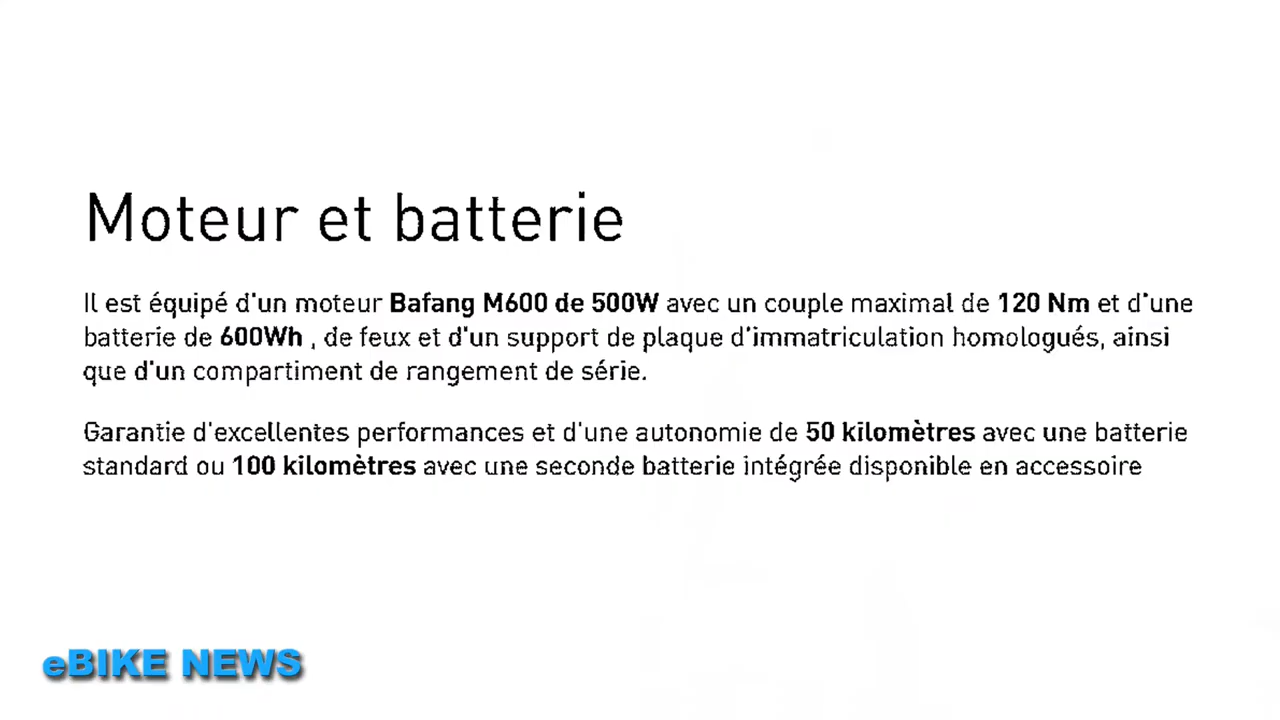 Moteur et batterie
Il est équipé d'un moteur Bafang M600 de 500W avec un couple maximal de 120 Nm et d'une
batterie de 600Wh , de feux et d'un support de plaque d'immatriculation homologués, ainsi
que d'un compartiment de rangement de série.
Garantie d'excellentes performances et d'une autonomie de 50 kilomètres avec une batterie
standard ou 100 kilomètres avec une seconde batterie intégrée disponible en accessoire
eBIKE NEWS